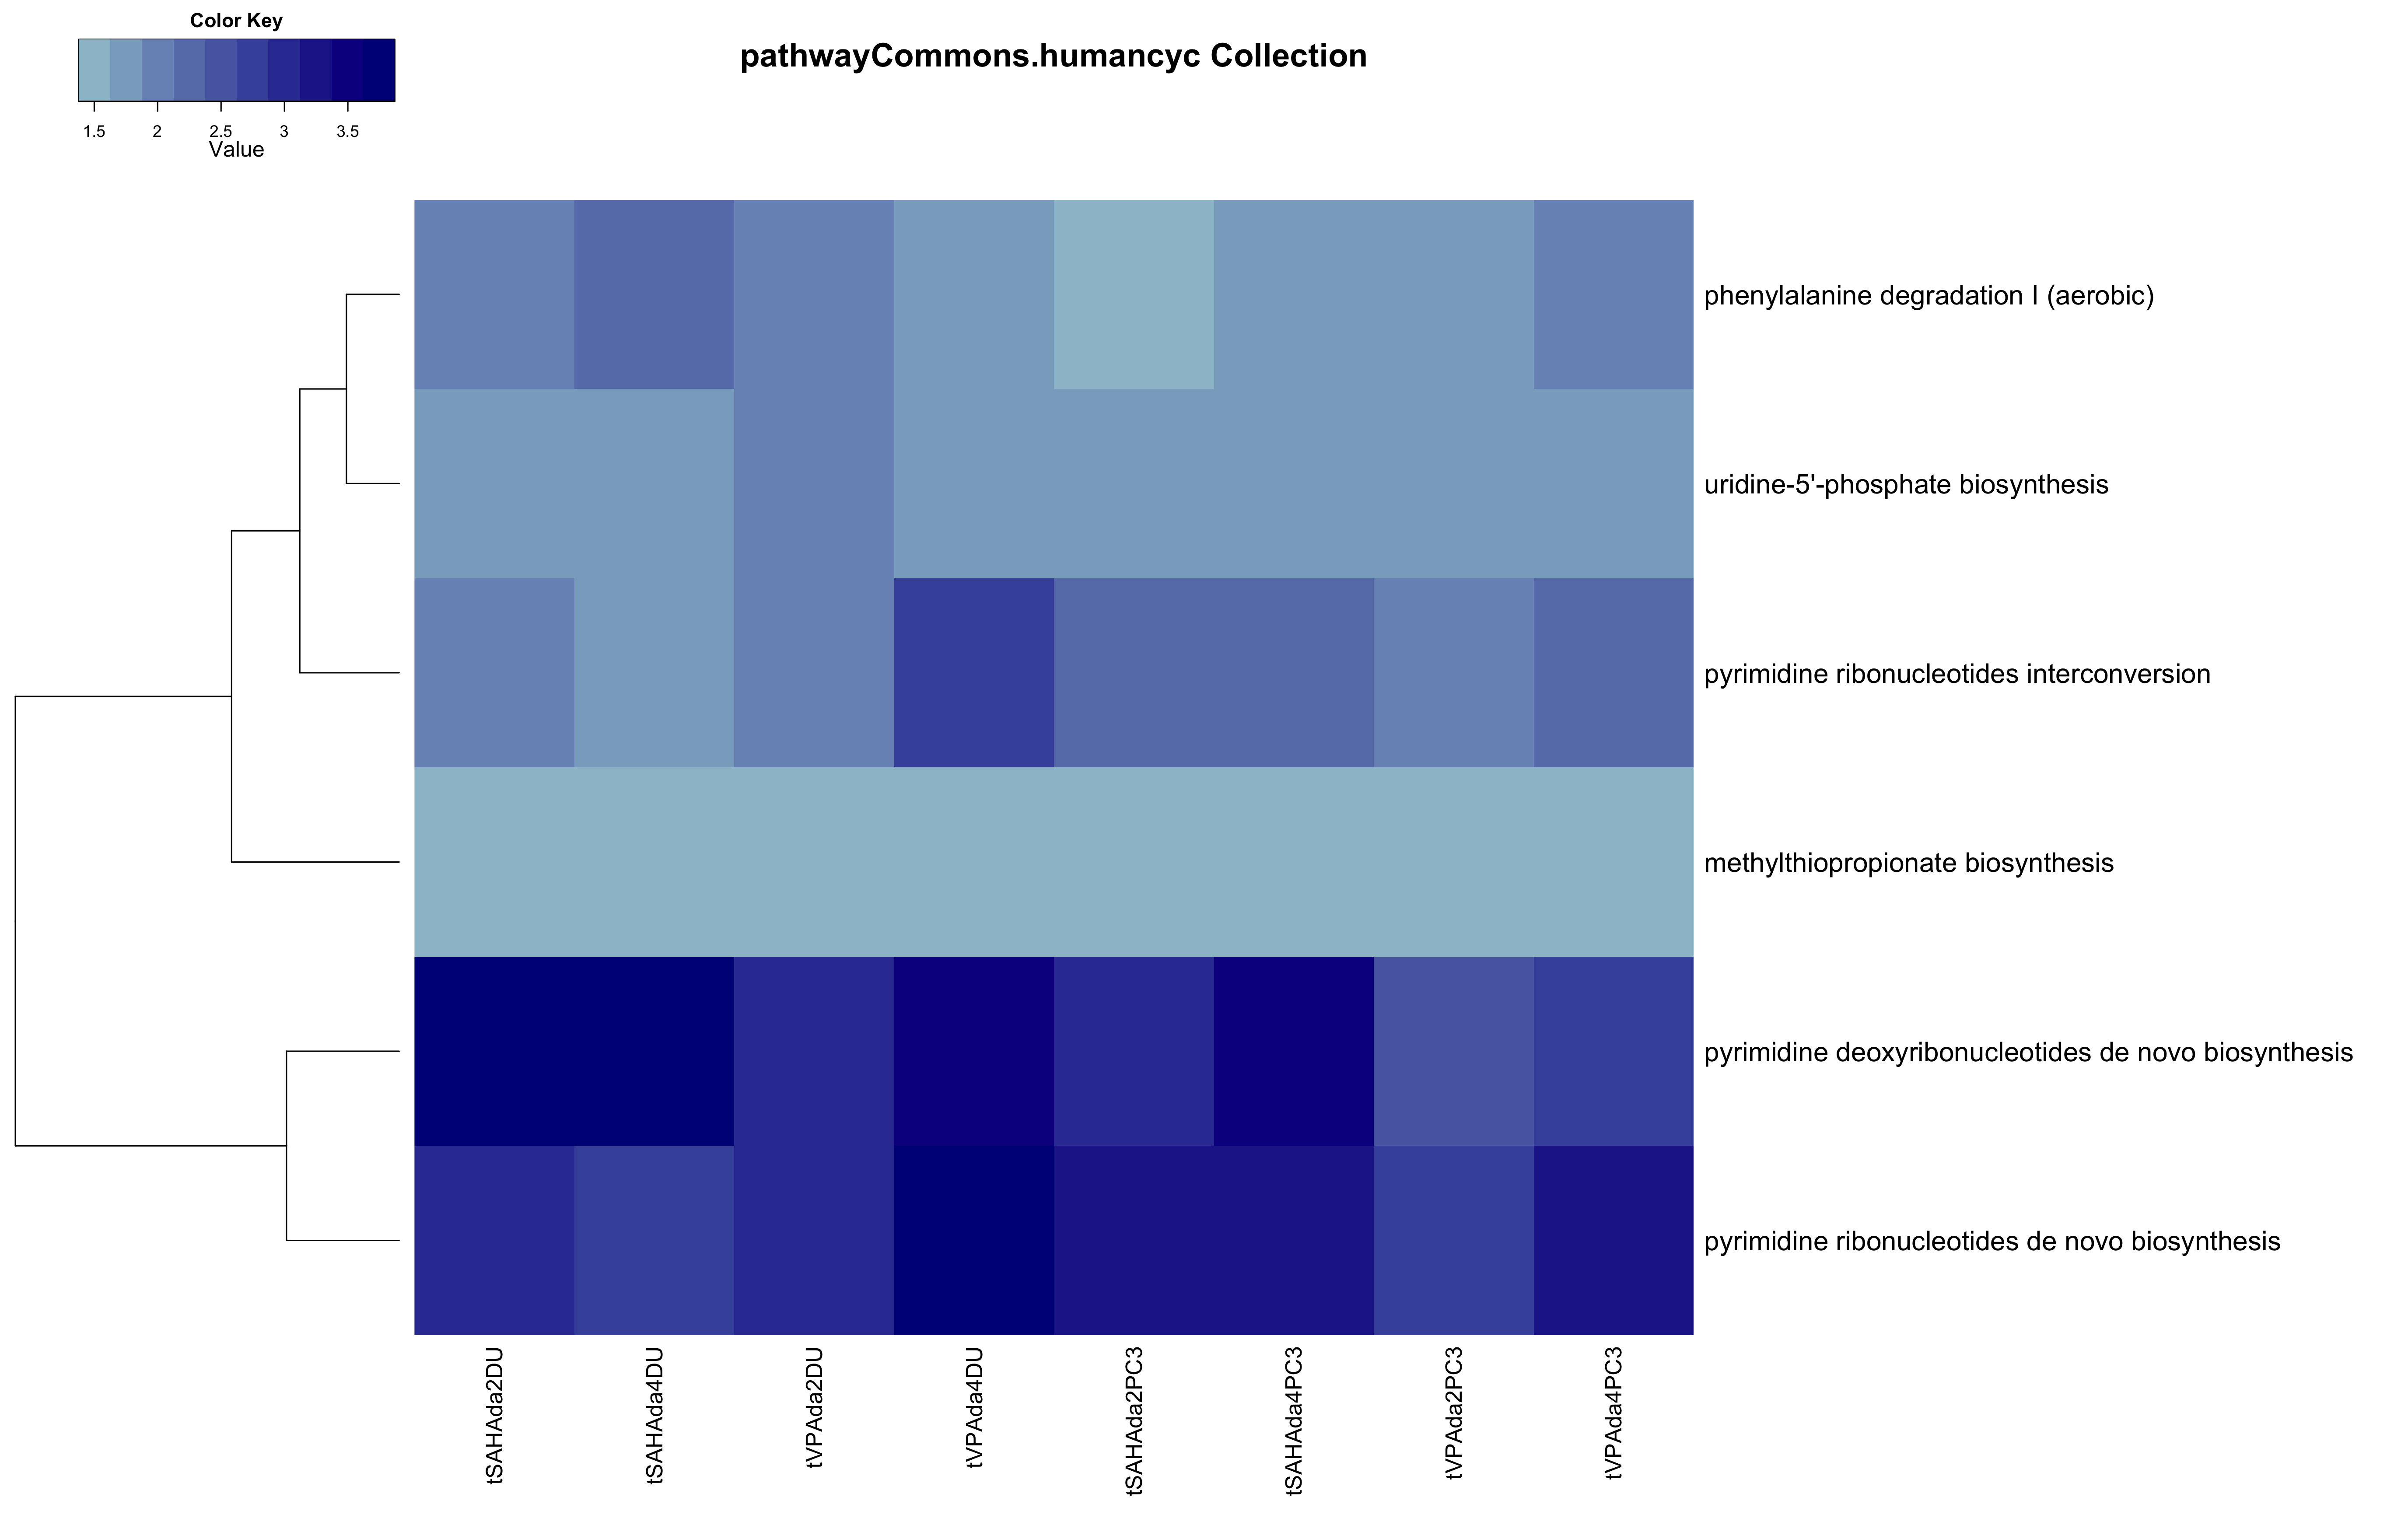 Color Key
1.5 2 2.5 3 3.5
Value
pathwayCommons.humancyc Collection
phenylalanine degradation I (aerobic)
uridine-5'-phosphate biosynthesis
pyrimidine ribonucleotides interconversion
methylthiopropionate biosynthesis
pyrimidine deoxyribonucleotides de novo biosynthesis
pyrimidine ribonucleotides de novo biosynthesis
tSAHAda2DU
tSAHAda4DU
tVPAda2DU
tVPAda4DU
tSAHAda2PC3
tSAHAda4PC3
tVPAda2PC3
tVPAda4PC3